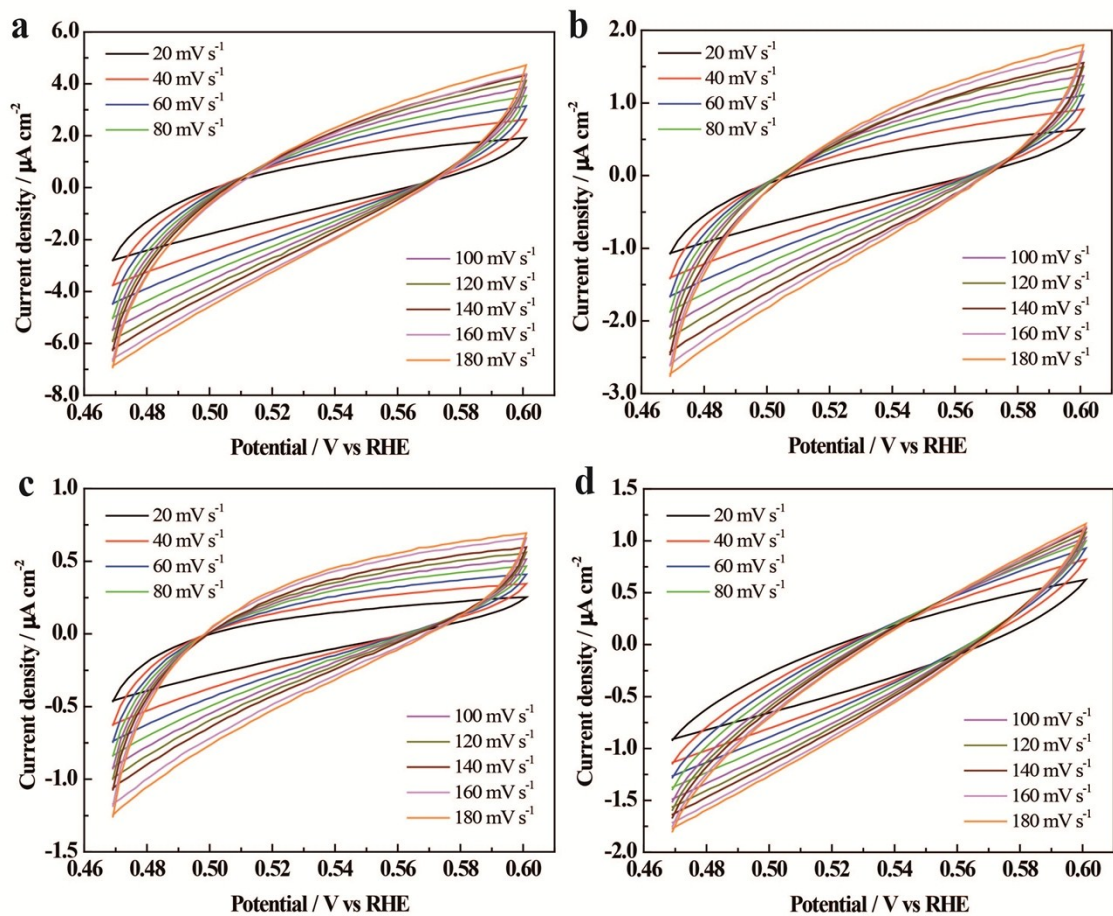 a
20 mV s⁻¹
40 mV s⁻¹
60 mV s⁻¹
80 mV s⁻¹
100 mV s⁻¹
120 mV s⁻¹
140 mV s⁻¹
160 mV s⁻¹
180 mV s⁻¹
6.0
4.0
2.0
0.0
-2.0
-4.0
-6.0
-8.0
Current density / μA cm⁻²
0.46 0.48 0.50 0.52 0.54 0.56 0.58 0.60
Potential / V vs RHE
b
20 mV s⁻¹
40 mV s⁻¹
60 mV s⁻¹
80 mV s⁻¹
100 mV s⁻¹
120 mV s⁻¹
140 mV s⁻¹
160 mV s⁻¹
180 mV s⁻¹
2.0
1.0
0.0
-1.0
-2.0
-3.0
Current density / μA cm⁻²
0.46 0.48 0.50 0.52 0.54 0.56 0.58 0.60
Potential / V vs RHE
c
20 mV s⁻¹
40 mV s⁻¹
60 mV s⁻¹
80 mV s⁻¹
100 mV s⁻¹
120 mV s⁻¹
140 mV s⁻¹
160 mV s⁻¹
180 mV s⁻¹
1.0
0.5
0.0
-0.5
-1.0
-1.5
Current density / μA cm⁻²
0.46 0.48 0.50 0.52 0.54 0.56 0.58 0.60
Potential / V vs RHE
d
20 mV s⁻¹
40 mV s⁻¹
60 mV s⁻¹
80 mV s⁻¹
100 mV s⁻¹
120 mV s⁻¹
140 mV s⁻¹
160 mV s⁻¹
180 mV s⁻¹
1.5
1.0
0.5
0.0
-0.5
-1.0
-1.5
-2.0
Current density / μA cm⁻²
0.46 0.48 0.50 0.52 0.54 0.56 0.58 0.60
Potential / V vs RHE